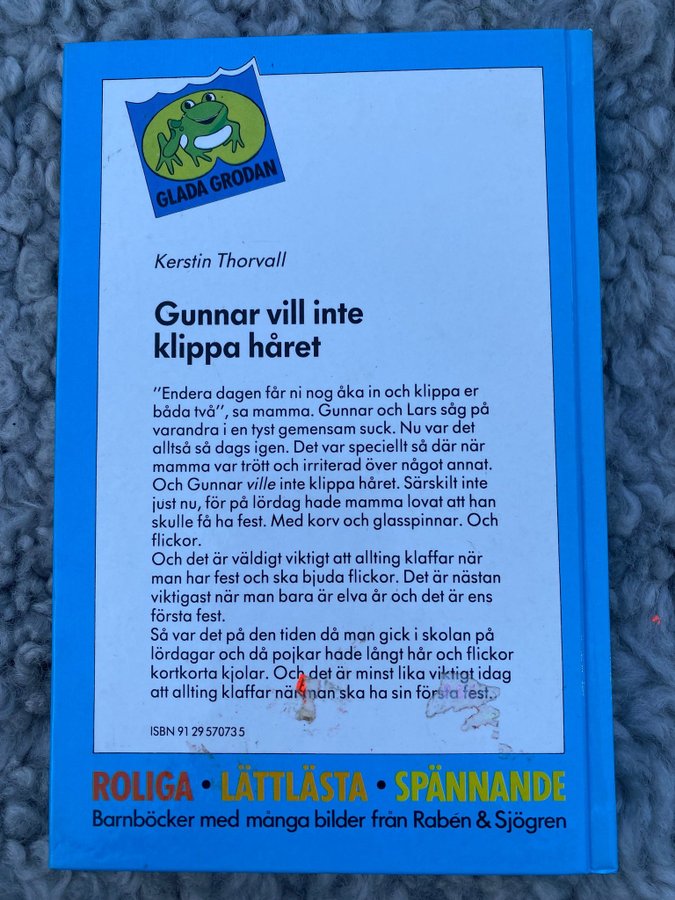 GLADA GRODAN
Kerstin Thorvall
Gunnar vill inte
klippa håret
"Endera dagen får ni nog åka in och klippa er
båda två", sa mamma. Gunnar och Lars såg på
varandra i en tyst gemensam suck. Nu var det
alltså så dags igen. Det var speciellt så där när
mamma var trött och irriterad över något annat.
Och Gunnar ville inte klippa håret. Särskilt inte
just nu, för på lördag hade mamma lovat att han
skulle få ha fest. Med korv och glasspinnar. Och
flickor.
Och det är väldigt viktigt att allting klaffar när
man har fest och ska bjuda flickor. Det är nästan
viktigast när man bara är elva år och det är ens
första fest.
Så var det på den tiden då man gick i skolan på
lördagar och då pojkar hade långt hår och flickor
kortkorta kjolar. Och det är minst lika viktigt idag
att allting klaffar när man ska ha sin första fest.
ISBN 91 29 57073 5
ROLIGA • LÄTTLÄSTA • SPÄNNANDE
Barnböcker med många bilder från Rabén & Sjögren